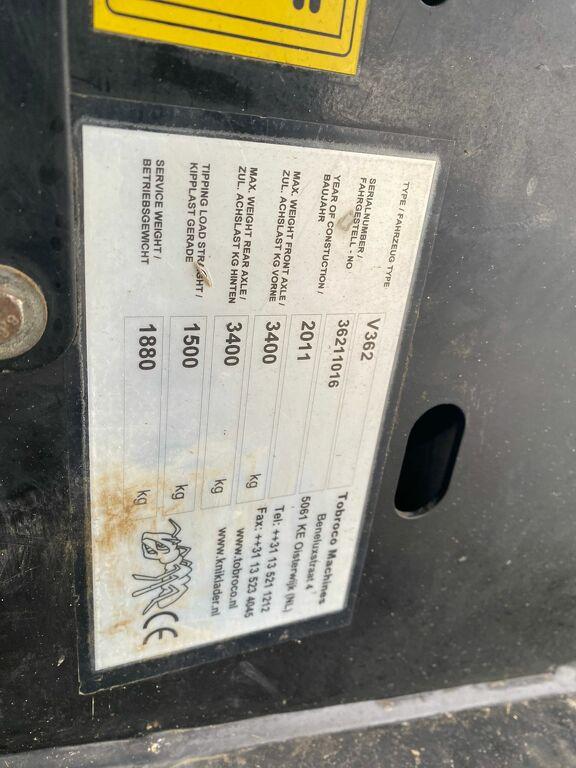 TYPE / FAHRZEUG TYPE
V362
SERIALNUMBER /
FAHRGESTELL - NO
36211016
YEAR OF CONSTUCTION /
BAUJAHR
2011
MAX. WEIGHT FRONT AXLE /
ZUL. ACHSLAST KG VORNE
3400 kg
MAX. WEIGHT REAR AXLE /
ZUL. ACHSLAST KG HINTEN
3400 kg
TIPPING LOAD STRAIGHT /
KIPPLAST GERADE
1500 kg
SERVICE WEIGHT /
BETRIEBSGEWICHT
1880 kg
Tobroco Machines
Beneluxstraat 4
5061 KE Oisterwijk (NL)
Tel: ++31 13 521 1212
Fax: ++31 13 523 4045
www.tobroco.nl
www.kniklader.nl
CE